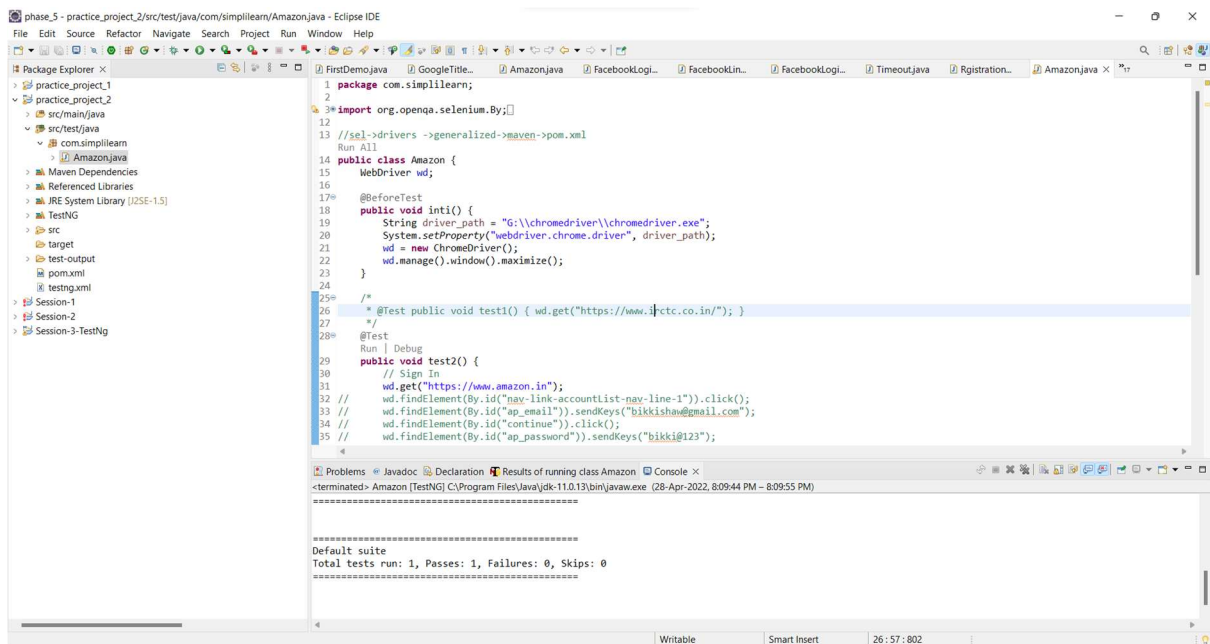 phase_5 - practice_project_2/src/test/java/com/simplilearn/Amazon.java - Eclipse IDE
File Edit Source Refactor Navigate Search Project Run Window Help
Package Explorer
practice_project_1
practice_project_2
src/main/java
src/test/java
com.simplilearn
Amazon.java
Maven Dependencies
Referenced Libraries
JRE System Library [J2SE-1.5]
TestNG
src
target
test-output
pom.xml
testng.xml
Session-1
Session-2
Session-3-TestNg
FirstDemo.java GoogleTitle... Amazon.java FacebookLogi... FacebookLin... FacebookLogi... Timeout.java Rgistration... Amazon.java 17
1 package com.simplilearn;
2
3 import org.openqa.selenium.By;
12
13 //sel->drivers ->generalized->maven->pom.xml
Run All
14 public class Amazon {
15 WebDriver wd;
16
17 @BeforeTest
18 public void inti() {
19 String driver_path = "G:\\chromedriver\\chromedriver.exe";
20 System.setProperty("webdriver.chrome.driver", driver_path);
21 wd = new ChromeDriver();
22 wd.manage().window().maximize();
23 }
24
25 /*
26 * @Test public void test1() { wd.get("https://www.irctc.co.in/"); }
27 */
28 @Test
Run | Debug
29 public void test2() {
30 // Sign In
31 wd.get("https://www.amazon.in");
32 // wd.findElement(By.id("nav-link-accountList-nav-line-1")).click();
33 // wd.findElement(By.id("ap_email")).sendKeys("bikkishaw@gmail.com");
34 // wd.findElement(By.id("continue")).click();
35 // wd.findElement(By.id("ap_password")).sendKeys("bikki@123");
Problems Javadoc Declaration Results of running class Amazon Console
<terminated> Amazon [TestNG] C:\Program Files\Java\jdk-11.0.13\bin\javaw.exe (28-Apr-2022, 8:09:44 PM – 8:09:55 PM)
===============================================
===============================================
Default suite
Total tests run: 1, Passes: 1, Failures: 0, Skips: 0
===============================================
Writable Smart Insert 26 : 57 : 802